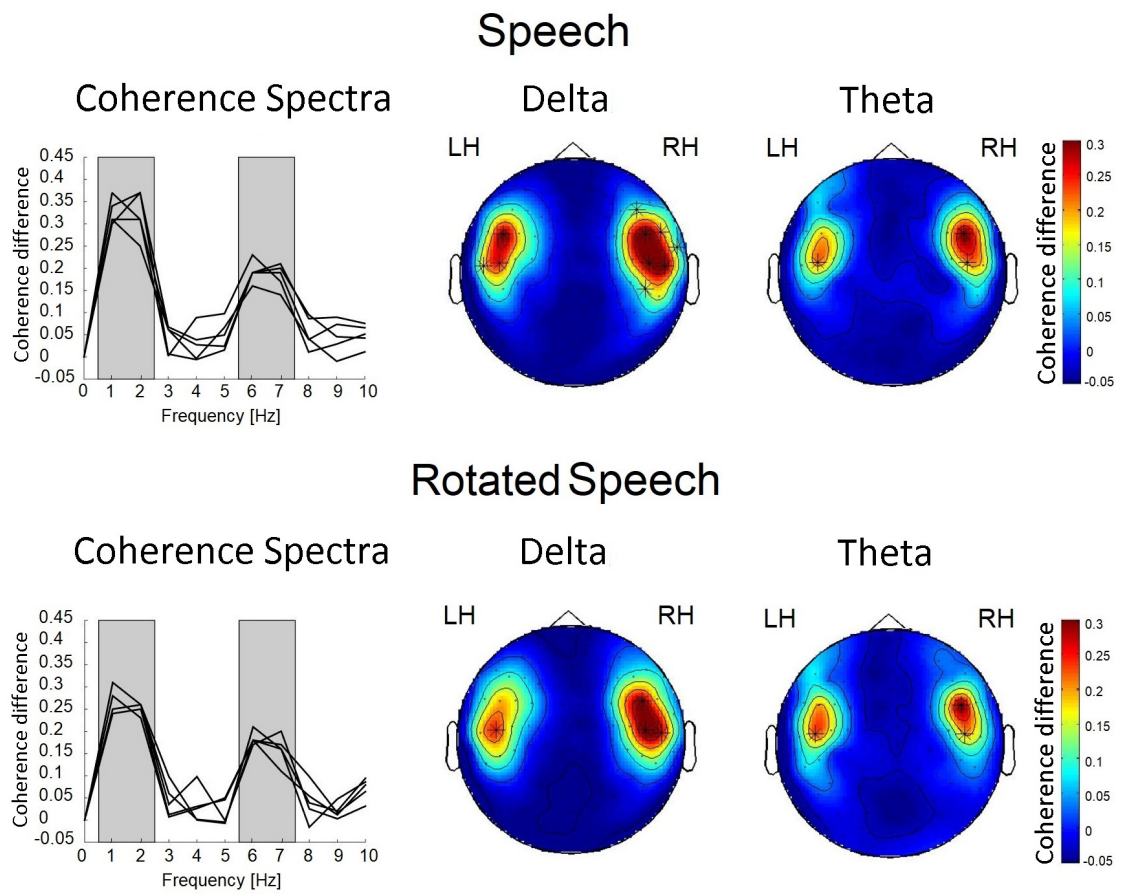 Speech
Coherence Spectra
Delta
Theta
LH
RH
LH
RH
Coherence difference
0.45
0.4
0.35
0.3
0.25
0.2
0.15
0.1
0.05
0
-0.05
0 1 2 3 4 5 6 7 8 9 10
Frequency [Hz]
Coherence difference
0.3
0.25
0.2
0.15
0.1
0.05
0
-0.05
Rotated Speech
Coherence Spectra
Delta
Theta
LH
RH
LH
RH
Coherence difference
0.45
0.4
0.35
0.3
0.25
0.2
0.15
0.1
0.05
0
-0.05
0 1 2 3 4 5 6 7 8 9 10
Frequency [Hz]
Coherence difference
0.3
0.25
0.2
0.15
0.1
0.05
0
-0.05